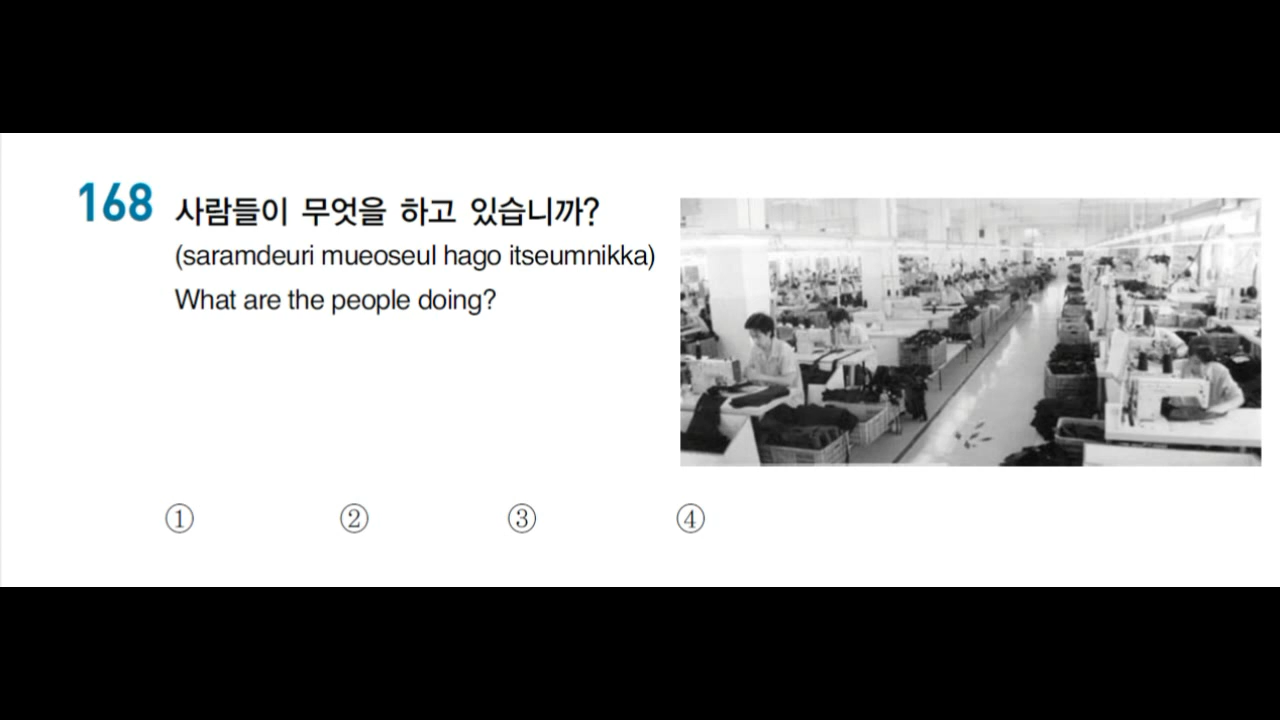 168 사람들이 무엇을 하고 있습니까?
(saramdeuri mueoseul hago itseumnikka)
What are the people doing?
① ② ③ ④